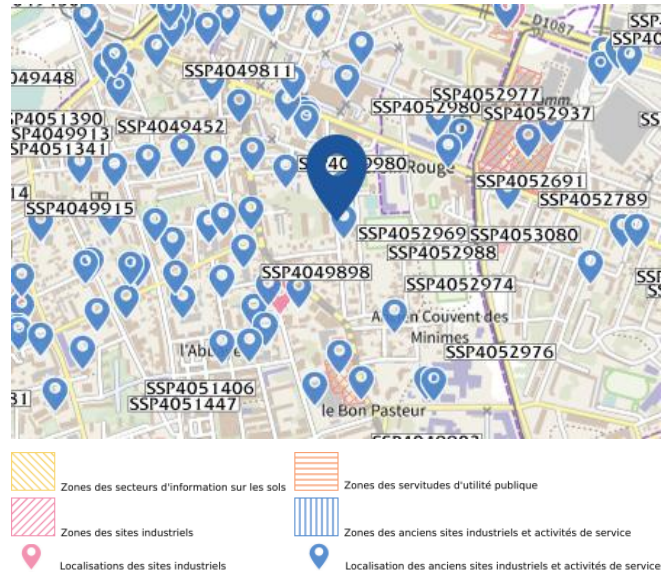 D1087
SSP4049811
049448
SSP4052977
SSP4052980
SSP4052937
SSP4051390
SSP4049913
SSP4049452
SSP4051341
Rouge
SSP4052691
SSP4052789
SSP4049915
SSP4052969
SSP4053080
SSP4052988
SSP4049898
SSP4052974
Couvent des
Minimes
SSP4052976
SSP4051406
SSP4051447
le Bon Pasteur
Zones des secteurs d'information sur les sols
Zones des servitudes d'utilité publique
Zones des sites industriels
Zones des anciens sites industriels et activités de service
Localisations des sites industriels
Localisation des anciens sites industriels et activités de service